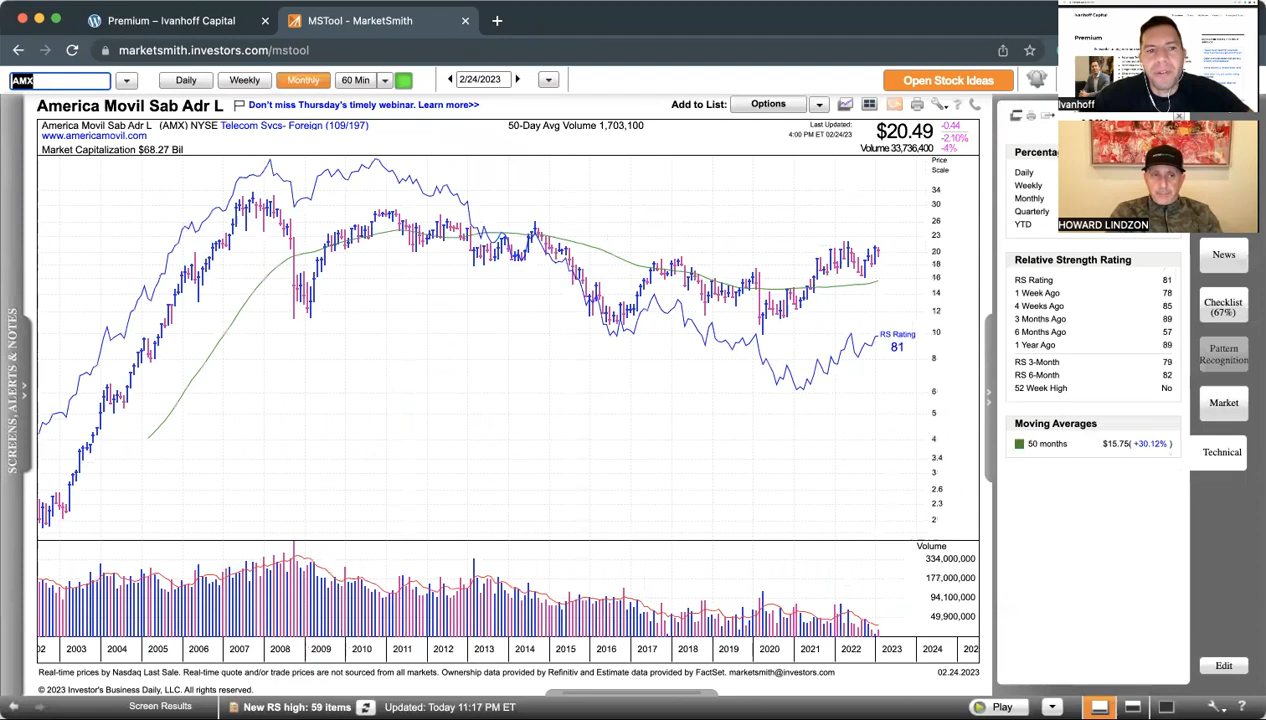 Premium – Ivanhoff Capital
MSTool - MarketSmith
marketsmith.investors.com/mstool
AMX
Daily
Weekly
Monthly
60 Min
2/24/2023
Open Stock Ideas
America Movil Sab Adr L
Don't miss Thursday's timely webinar. Learn more>>
Add to List:
Options
America Movil Sab Adr L (AMX) NYSE Telecom Svcs- Foreign (109/197)
www.americamovil.com
Market Capitalization $68.27 Bil
50-Day Avg Volume 1,703,100
Last Updated:
4:00 PM ET 02/24/23
$20.49
-0.44
-2.10%
Volume 33,736,400
-4%
Price
Scale
34
30
26
23
20
18
16
14
12
10
8
6
5
4
3.4
3
2.6
2.3
2
RS Rating
81
Volume
334,000,000
177,000,000
94,100,000
49,900,000
02
2003
2004
2005
2006
2007
2008
2009
2010
2011
2012
2013
2014
2015
2016
2017
2018
2019
2020
2021
2022
2023
2024
202
Real-time prices by Nasdaq Last Sale. Real-time quote and/or trade prices are not sourced from all markets. Ownership data provided by Refinitiv and Estimate data provided by FactSet. marketsmith@investors.com
02.24.2023
© 2023 Investor's Business Daily, LLC. All rights reserved.
SCREENS, ALERTS & NOTES
Ivanhoff Capital
Premium
Ivanhoff
HOWARD LINDZON
Percenta
Daily
Weekly
Monthly
Quarterly
YTD
Relative Strength Rating
RS Rating 81
1 Week Ago 78
4 Weeks Ago 85
3 Months Ago 89
6 Months Ago 57
1 Year Ago 89
RS 3-Month 79
RS 6-Month 82
52 Week High No
Moving Averages
50 months $15.75( +30.12% )
News
Checklist
(67%)
Pattern
Recognition
Market
Technical
Edit
Screen Results
New RS high: 59 items
Updated: Today 11:17 PM ET
Play